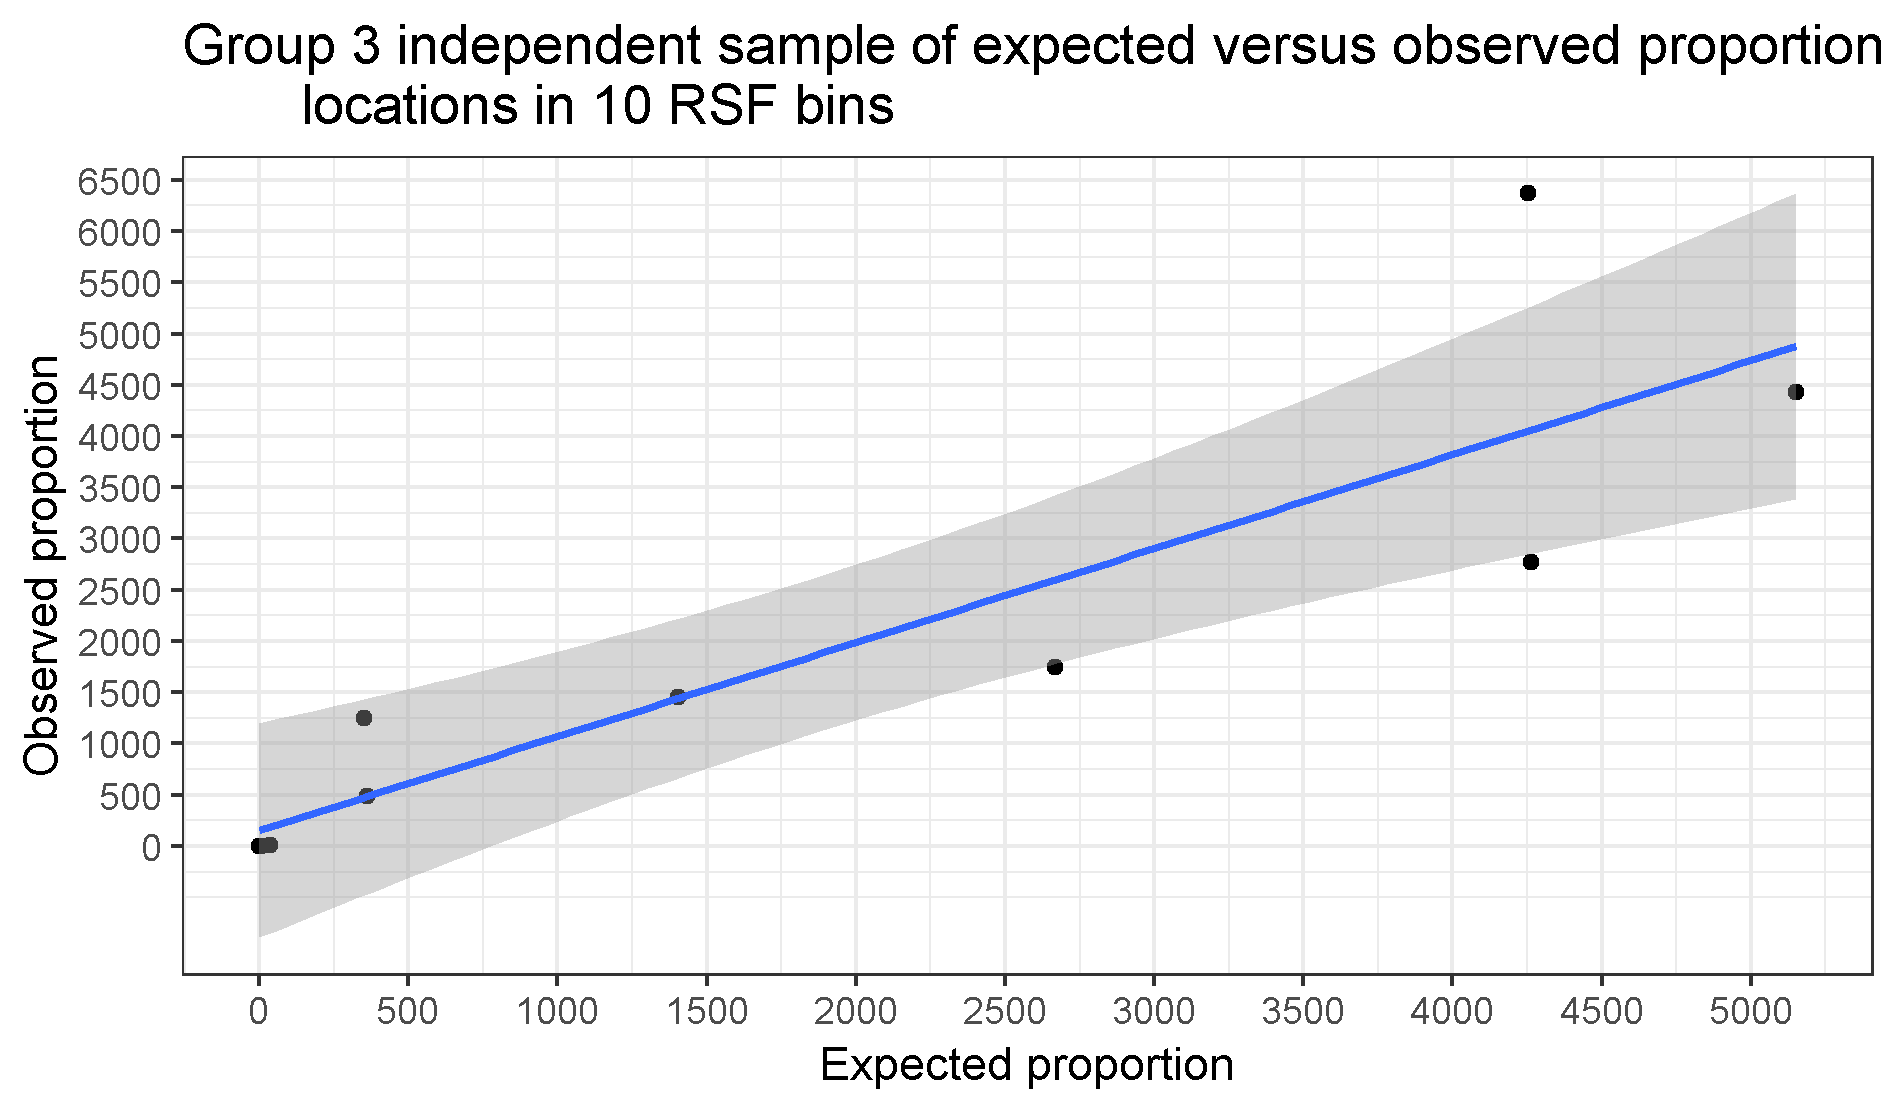 Group 3 independent sample of expected versus observed proportion
locations in 10 RSF bins
Observed proportion
6500
6000
5500
5000
4500
4000
3500
3000
2500
2000
1500
1000
500
0
0 500 1000 1500 2000 2500 3000 3500 4000 4500 5000
Expected proportion